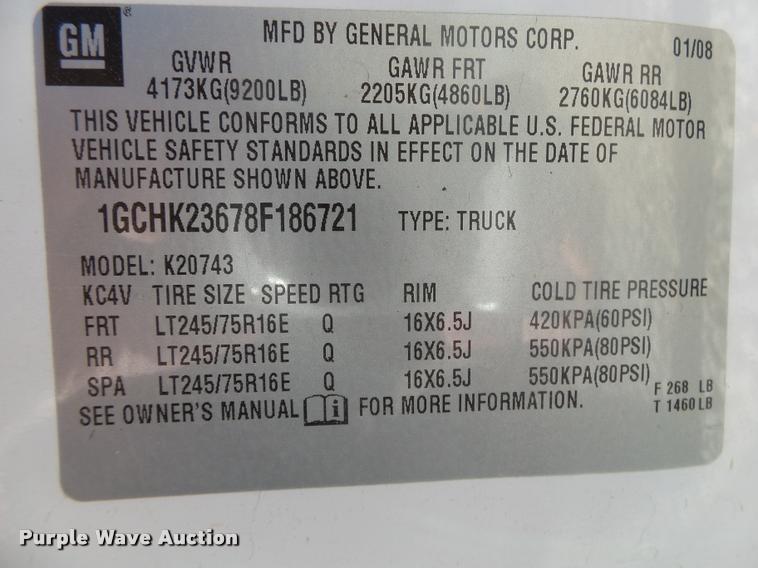 GM
MFD BY GENERAL MOTORS CORP. 01/08
GVWR GAWR FRT GAWR RR
4173KG(9200LB) 2205KG(4860LB) 2760KG(6084LB)
THIS VEHICLE CONFORMS TO ALL APPLICABLE U.S. FEDERAL MOTOR
VEHICLE SAFETY STANDARDS IN EFFECT ON THE DATE OF
MANUFACTURE SHOWN ABOVE.
1GCHK23678F186721 TYPE: TRUCK
MODEL: K20743
KC4V TIRE SIZE SPEED RTG RIM COLD TIRE PRESSURE
FRT LT245/75R16E Q 16X6.5J 420KPA(60PSI)
RR LT245/75R16E Q 16X6.5J 550KPA(80PSI)
SPA LT245/75R16E Q 16X6.5J 550KPA(80PSI)
F 268 LB
SEE OWNER'S MANUAL i FOR MORE INFORMATION. T 1460LB
Purple Wave Auction